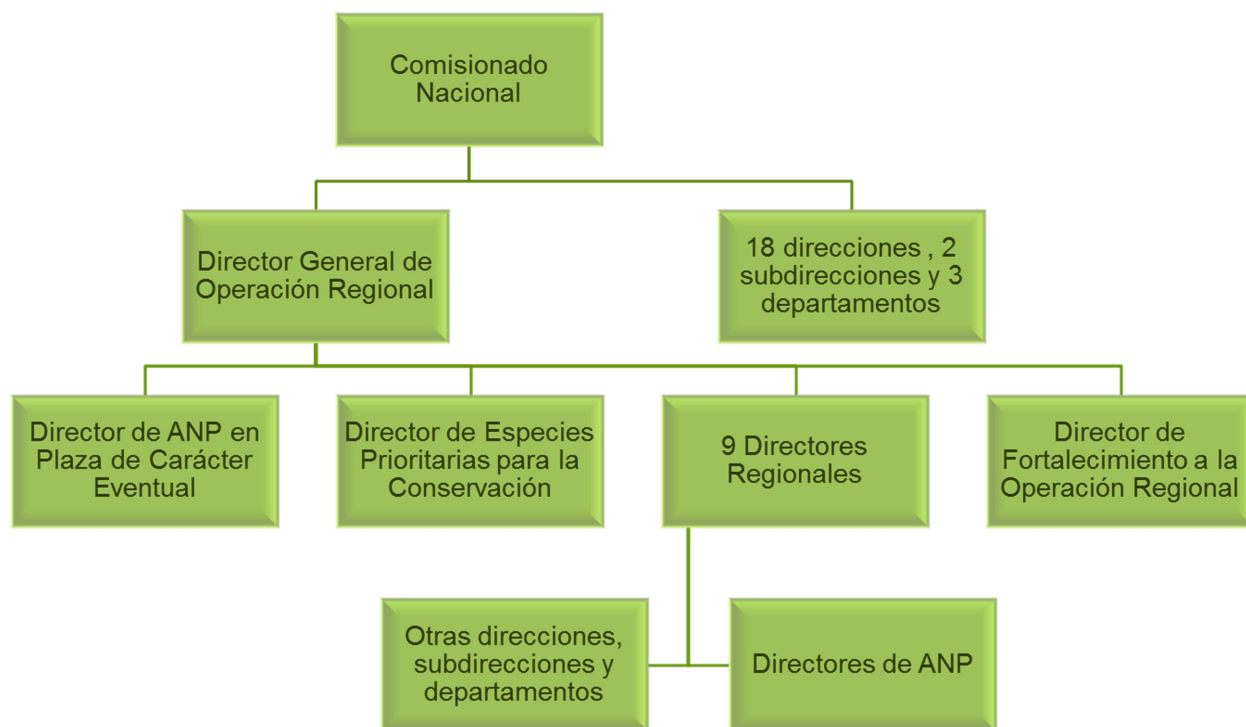 Comisionado
Nacional
Director General de
Operación Regional
18 direcciones , 2
subdirecciones y 3
departamentos
Director de ANP en
Plaza de Carácter
Eventual
Director de Especies
Prioritarias para la
Conservación
9 Directores
Regionales
Director de
Fortalecimiento a la
Operación Regional
Otras direcciones,
subdirecciones y
departamentos
Directores de ANP